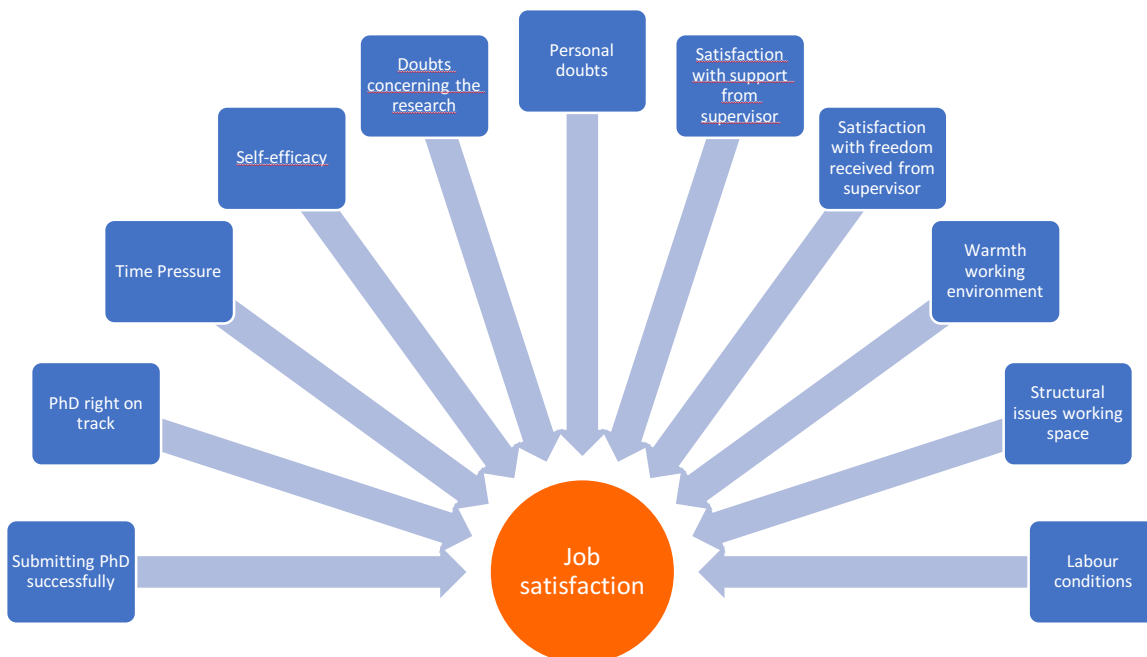 Personal
doubts
Doubts
concerning the
research
Satisfaction
with support
from
supervisor
Self-efficacy
Satisfaction
with freedom
received from
supervisor
Time Pressure
Warmth
working
environment
PhD right on
track
Structural
issues working
space
Submitting PhD
successfully
Job
satisfaction
Labour
conditions